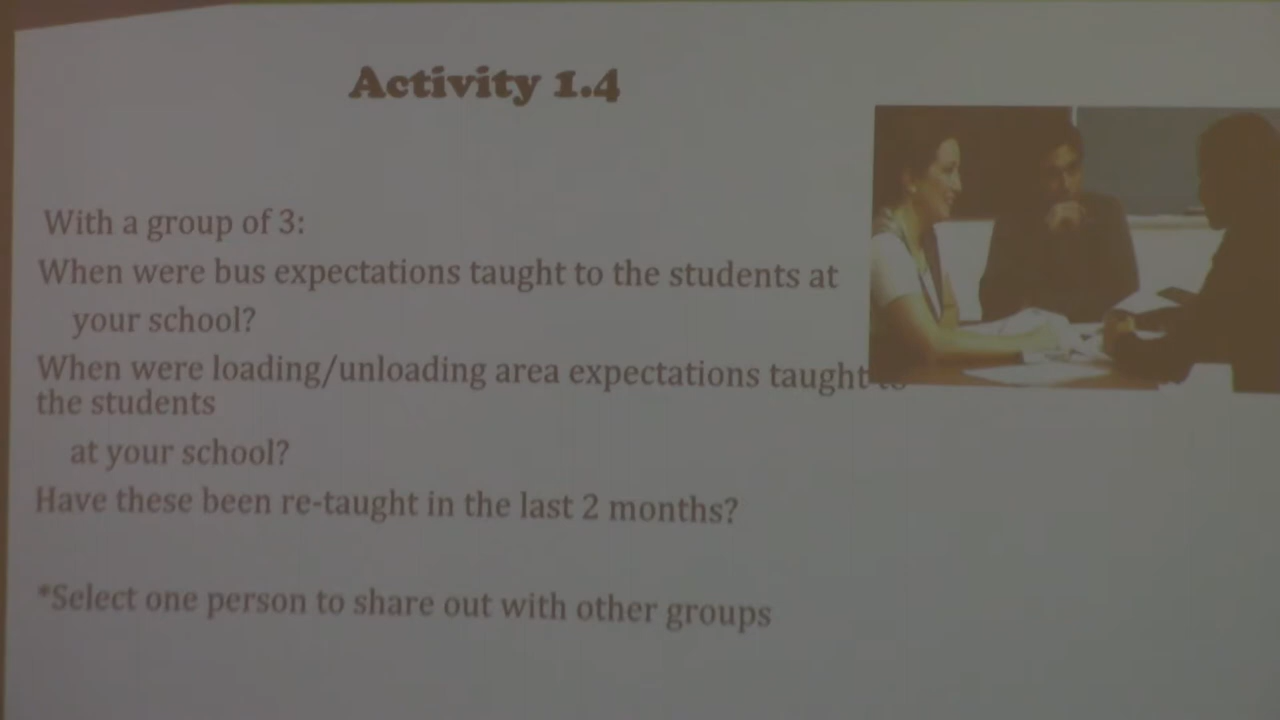 Activity 1.4
With a group of 3:
When were bus expectations taught to the students at
your school?
When were loading/unloading area expectations taught to
the students
at your school?
Have these been re-taught in the last 2 months?
*Select one person to share out with other groups